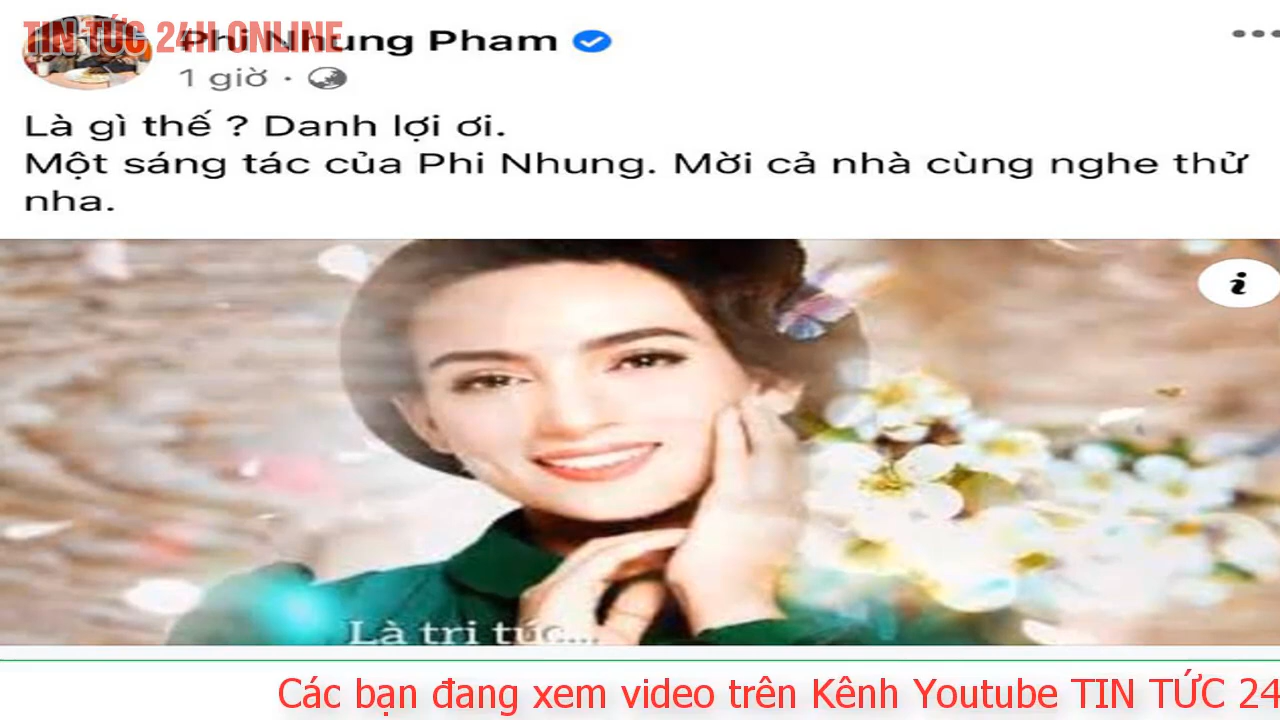 TIN TỨC 24H ONLINE
Phi Nhung Pham
1 giờ ·
Là gì thế ? Danh lợi ơi.
Một sáng tác của Phi Nhung. Mời cả nhà cùng nghe thử
nha.
i
Là tri túc...
Các bạn đang xem video trên Kênh Youtube TIN TỨC 24